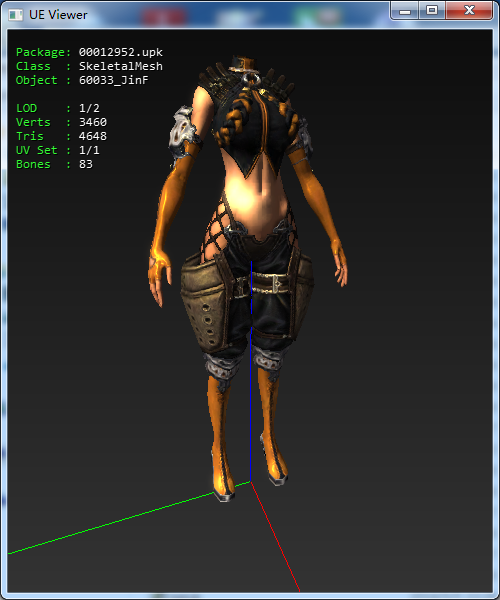 UE Viewer
Package: 00012952.upk
Class : SkeletalMesh
Object : 60033_JinF
LOD : 1/2
Verts : 3460
Tris : 4648
UV Set : 1/1
Bones : 83